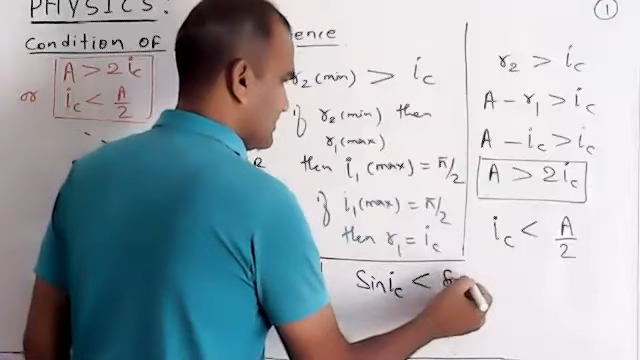 PHYSICS:
1
Condition of
ence
A > 2ic
or ic < A/2
r2(min) > ic
if r2(min) then
r1(max)
then i1(max) = π/2
if i1(max) = π/2
then r1 = ic
r2 > ic
A - r1 > ic
A - ic > ic
A > 2ic
ic < A/2
Sin ic <